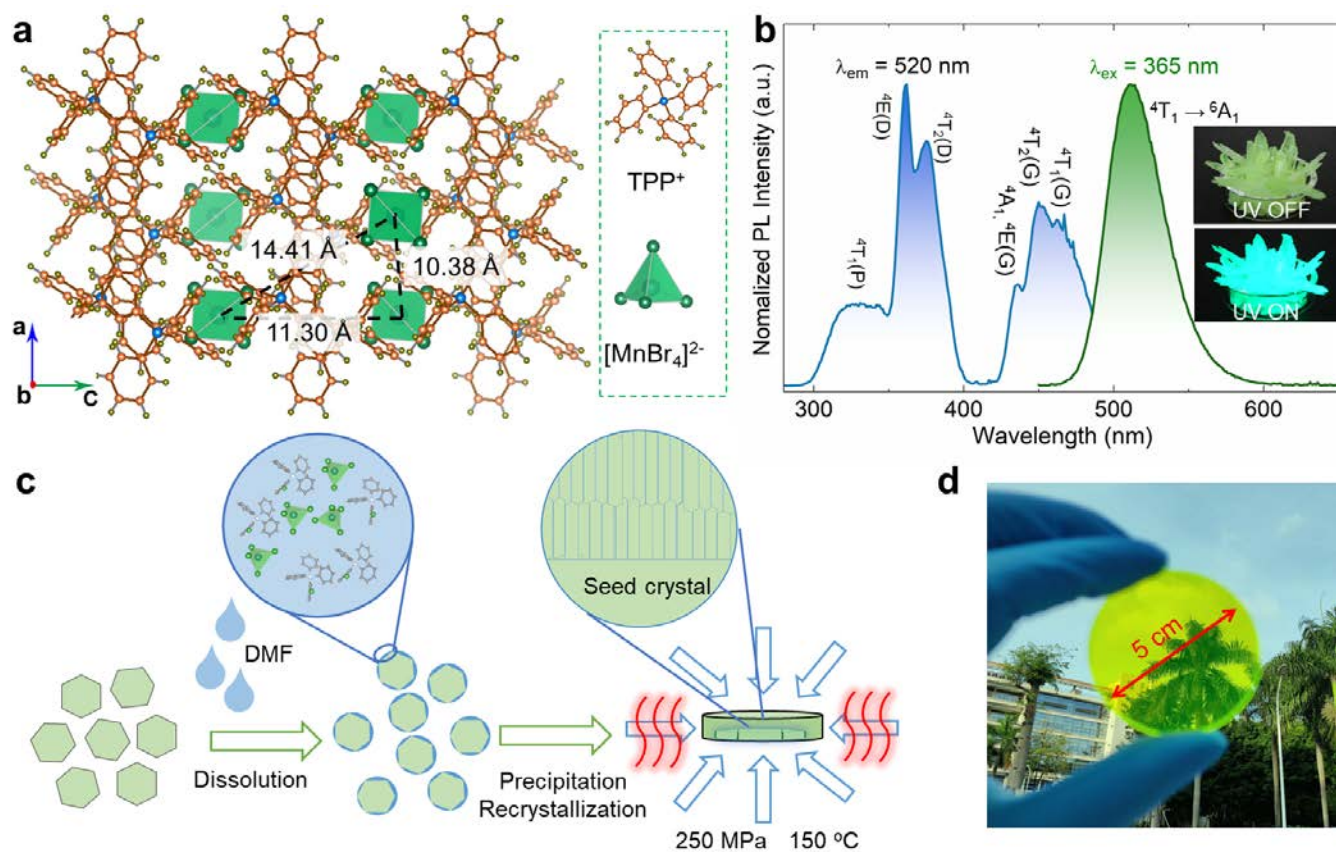 a
14.41 Å
10.38 Å
11.30 Å
a
b
c
TPP⁺
[MnBr₄]²⁻
b
Nomalized PL Intensity (a.u.)
λem = 520 nm
λex = 365 nm
⁴T₁(P)
⁴E(D)
⁴T₂(D)
⁴A₁, ⁴E(G)
⁴T₂(G)
⁴T₁(G)
⁴T₁ → ⁶A₁
UV OFF
UV ON
300
400
500
600
Wavelength (nm)
c
DMF
Dissolution
Precipitation
Recrystallization
Seed crystal
250 MPa
150 ºC
d
5 cm